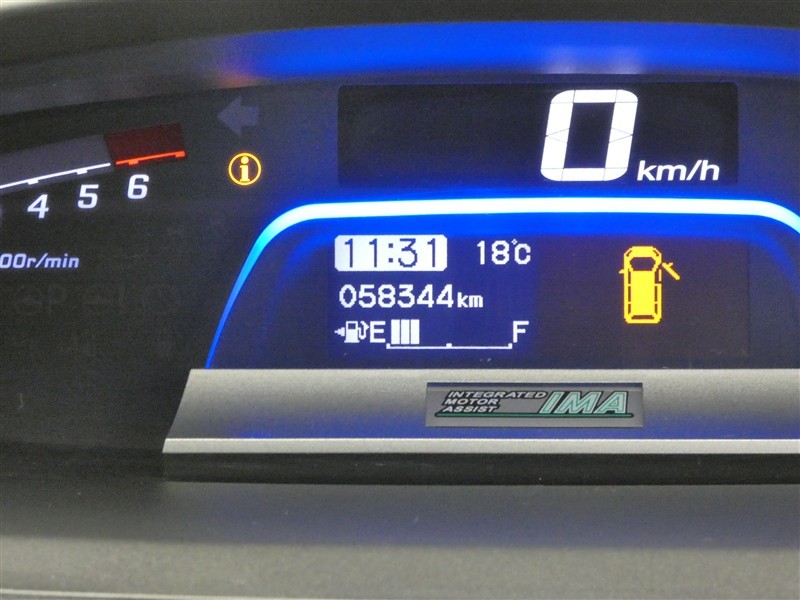 0 km/h
4 5 6
00r/min
11:31 18°C
058344km
E F
INTEGRATED
MOTOR
ASSIST
IMA